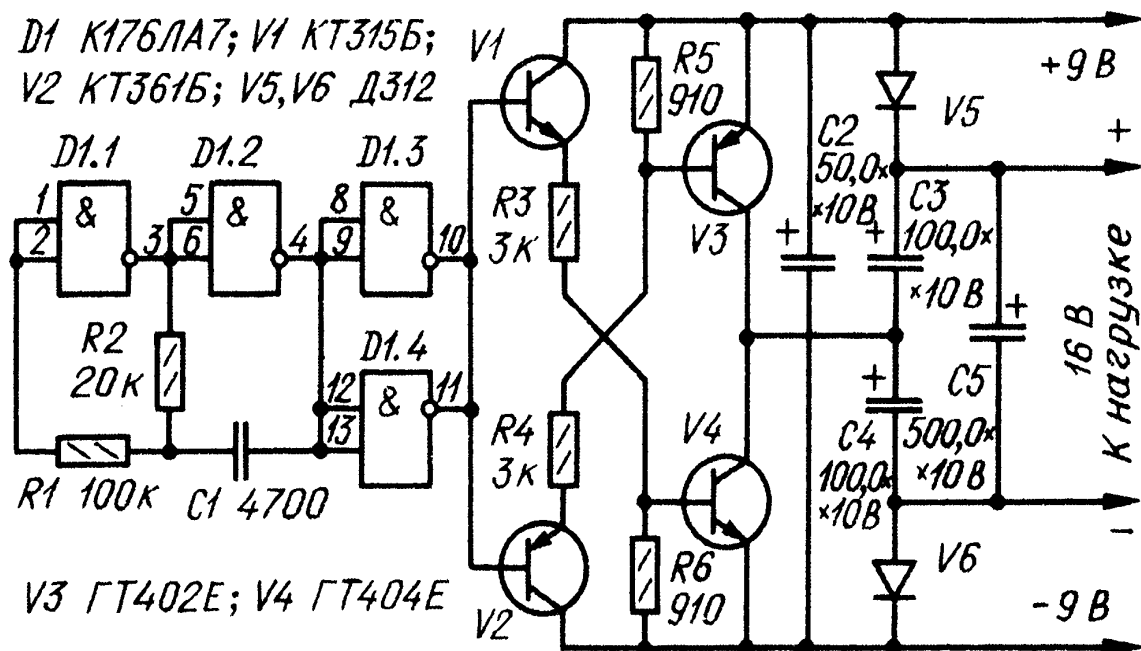 D1 К176ЛА7; V1 КТ315Б;
V2 КТ361Б; V5,V6 Д312
V1
R5
910
+9 В
V5
+
D1.1
D1.2
D1.3
C2
50,0×
×10 В
1
2
&
3
5
6
&
4
8
9
&
10
R3
3к
V3
+
+
C3
100,0×
×10 В
+
R2
20к
D1.4
12
13
&
11
16 В
К нагрузке
C5
500,0×
×10 В
+
C4
100,0×
×10В
R4
3к
V4
R1 100к
C1 4700
V6
–
R6
910
V2
V3 ГТ402Е; V4 ГТ404Е
-9 В